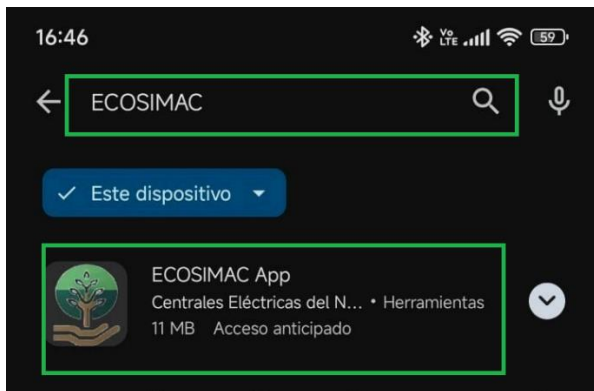 16:46 Vo LTE 59
ECOSIMAC
Este dispositivo
ECOSIMAC App
Centrales Eléctricas del N... • Herramientas
11 MB Acceso anticipado